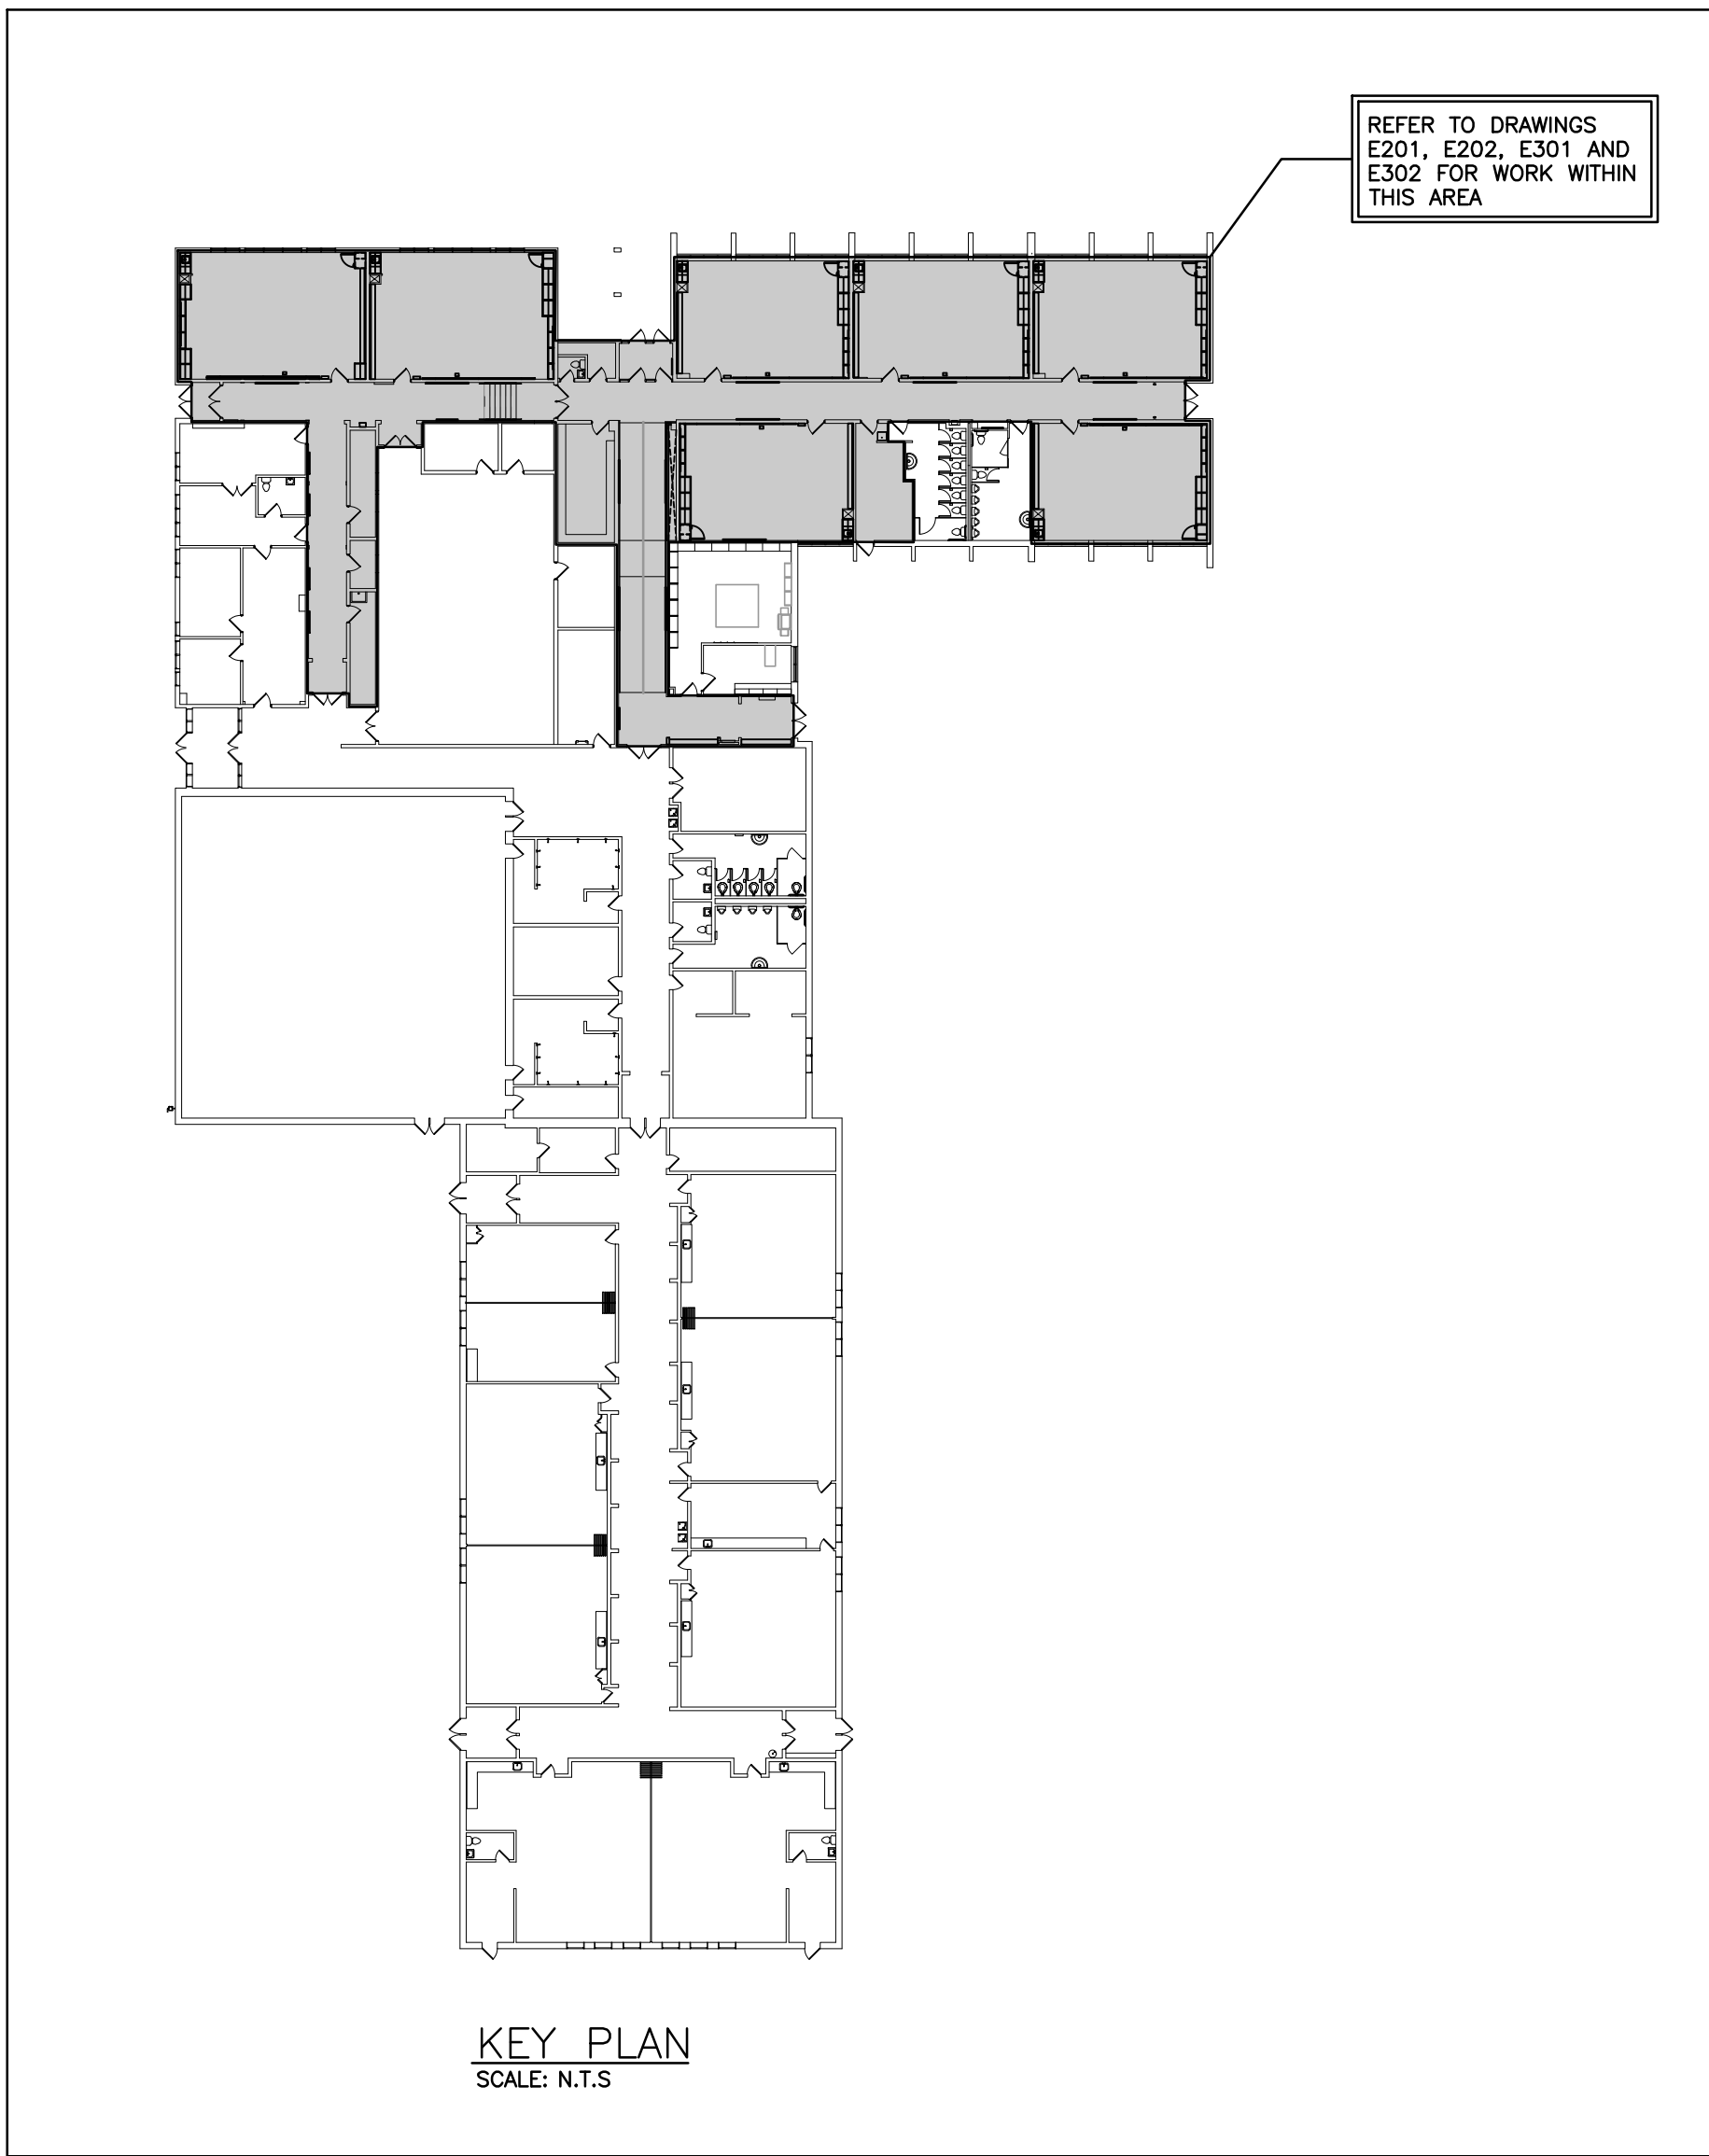 REFER TO DRAWINGS
E201, E202, E301 AND
E302 FOR WORK WITHIN
THIS AREA
KEY PLAN
SCALE: N.T.S